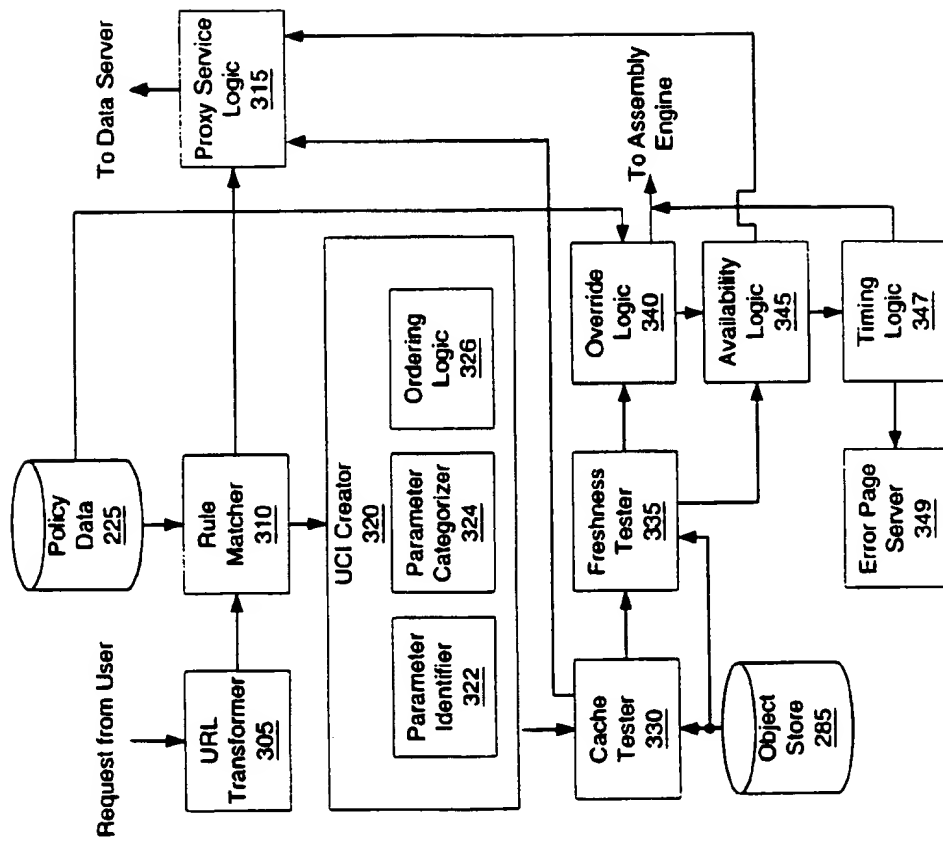 Request from User
To Data Server
Policy
Data
225
URL
Transformer
305
Rule
Matcher
310
Proxy Service
Logic
315
UCI Creator
320
Parameter
Identifier
322
Parameter
Categorizer
324
Ordering
Logic
326
Cache
Tester
330
Freshness
Tester
335
Override
Logic
340
To Assembly
Engine
Object
Store
285
Availability
Logic
345
Error Page
Server
349
Timing
Logic
347